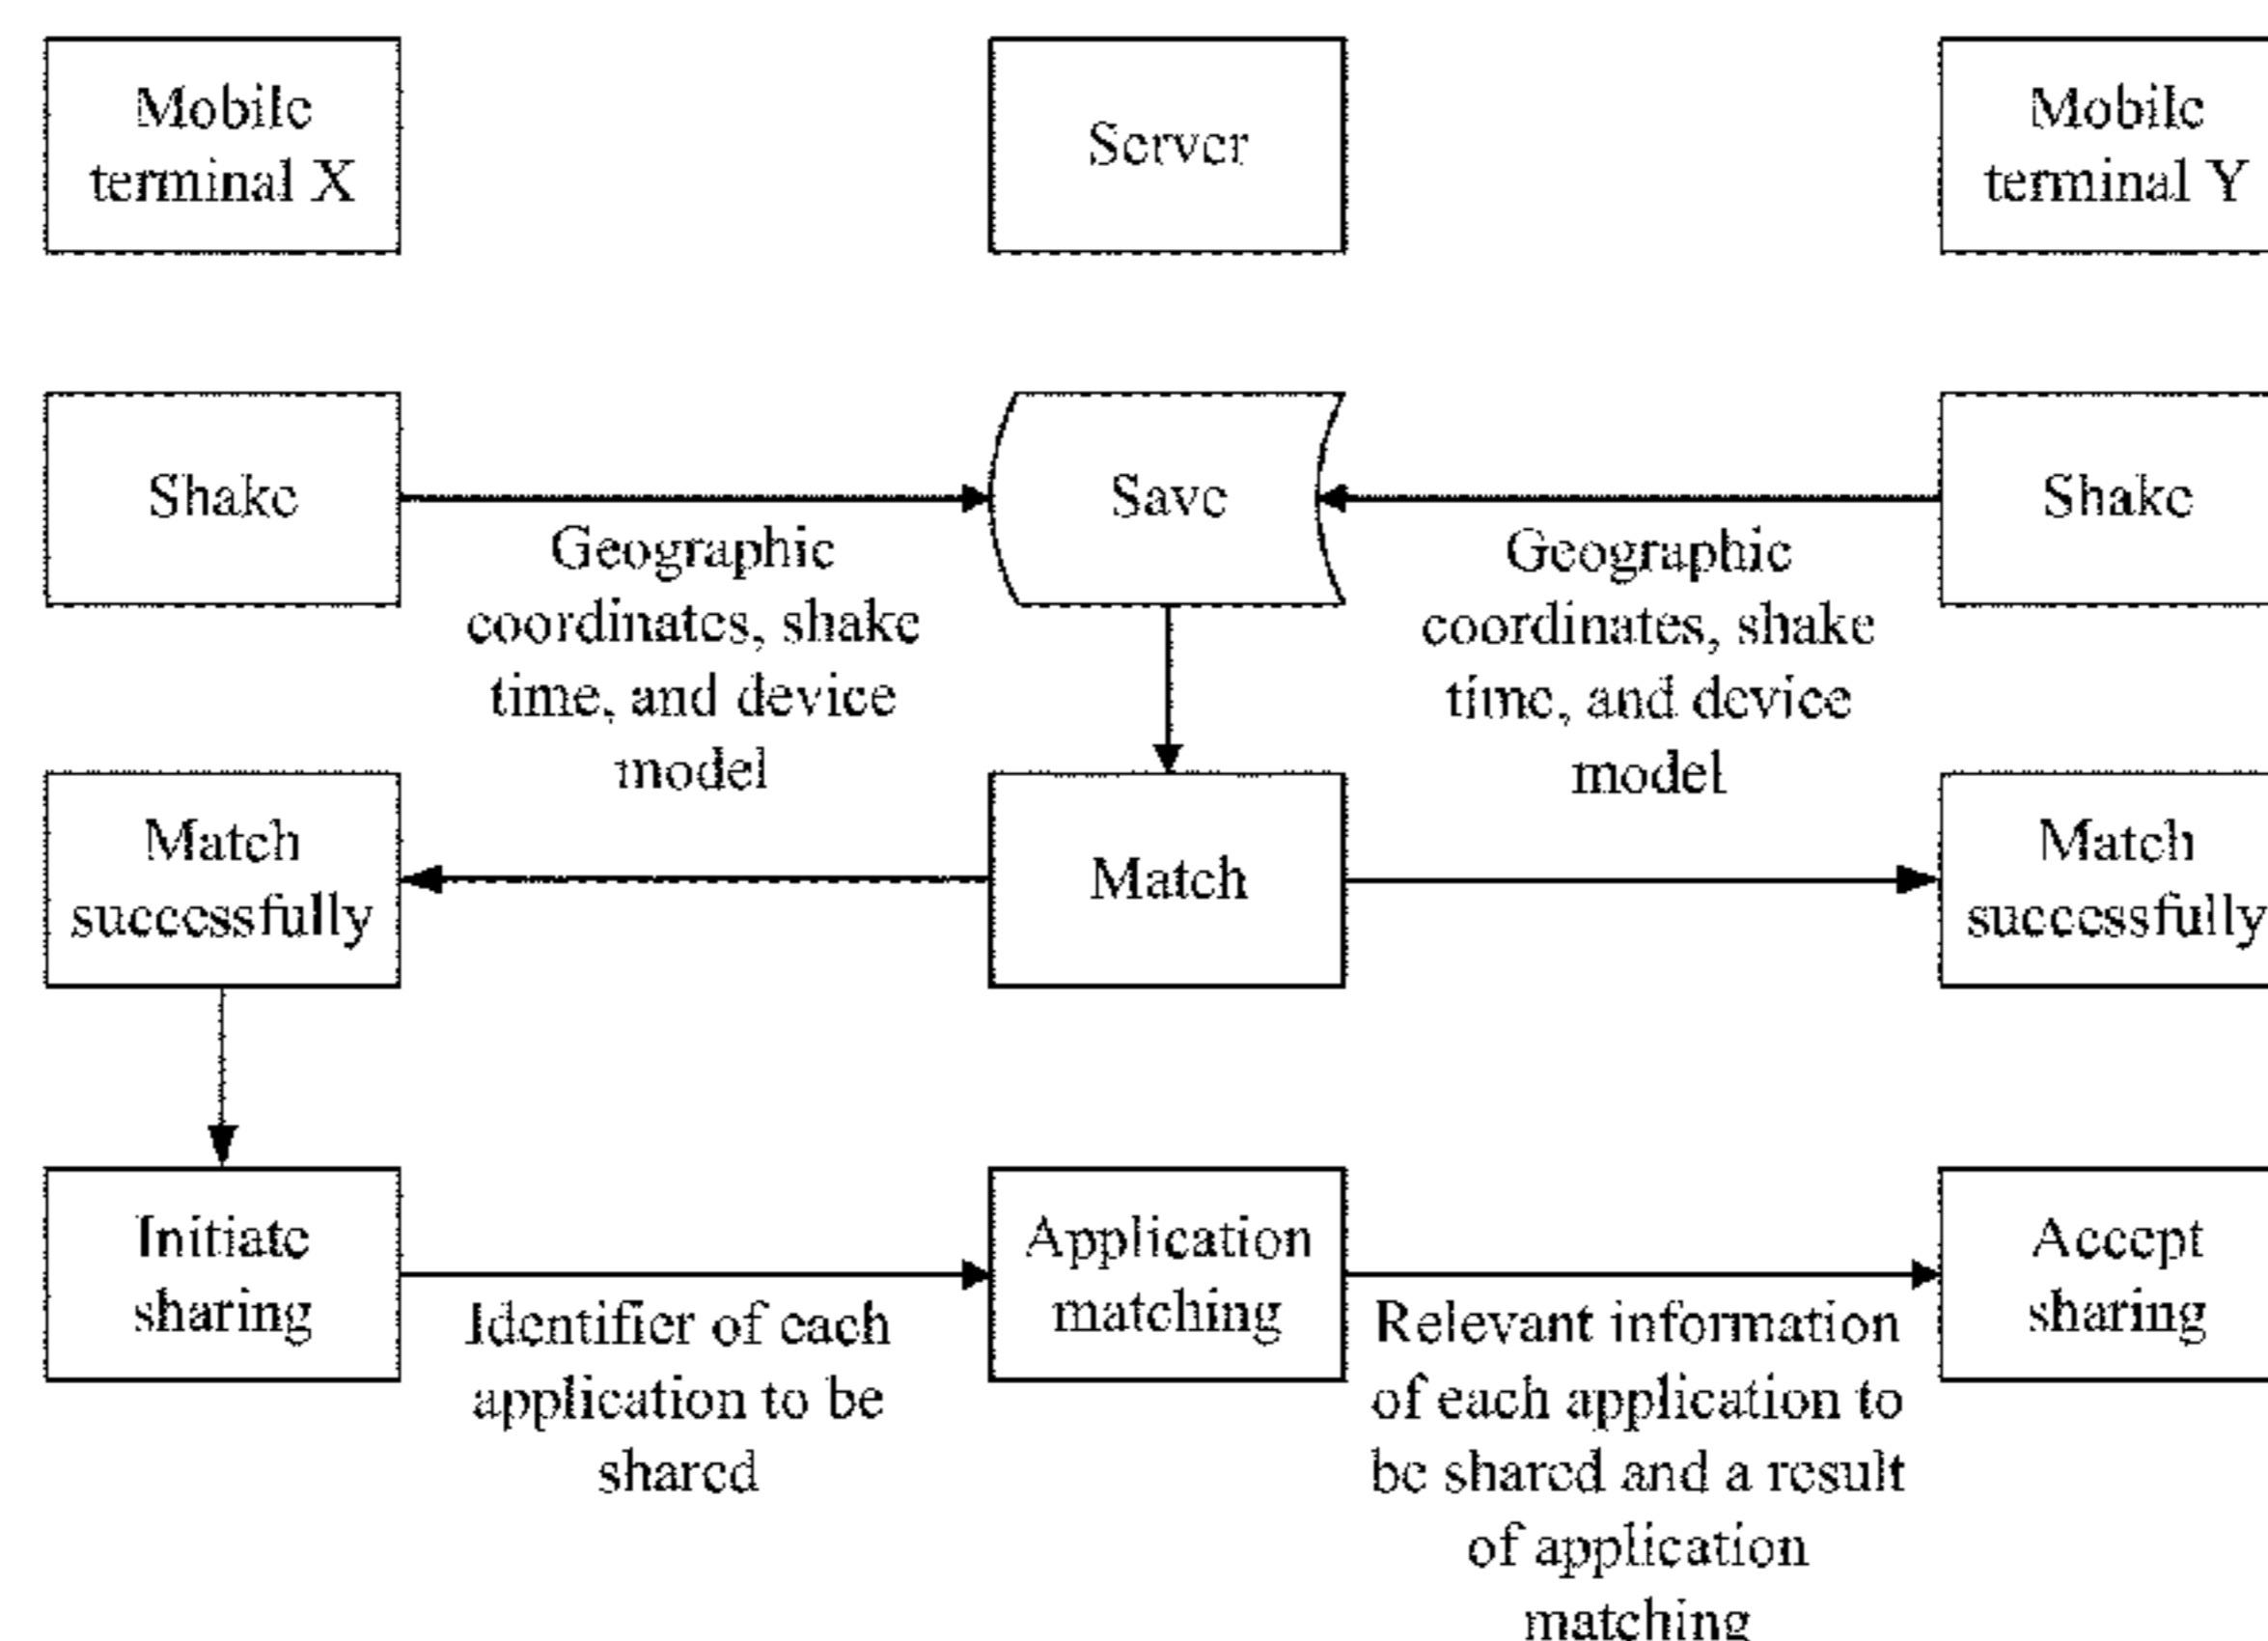 Mobile
terminal X
Server
Mobile
terminal Y
Shake
Geographic
coordinates, shake
time, and device
model
Save
Geographic
coordinates, shake
time, and device
model
Shake
Match
successfully
Match
Match
successfully
Initiate
sharing
Identifier of each
application to be
shared
Application
matching
Relevant information
of each application to
be shared and a result
of application
matching
Accept
sharing